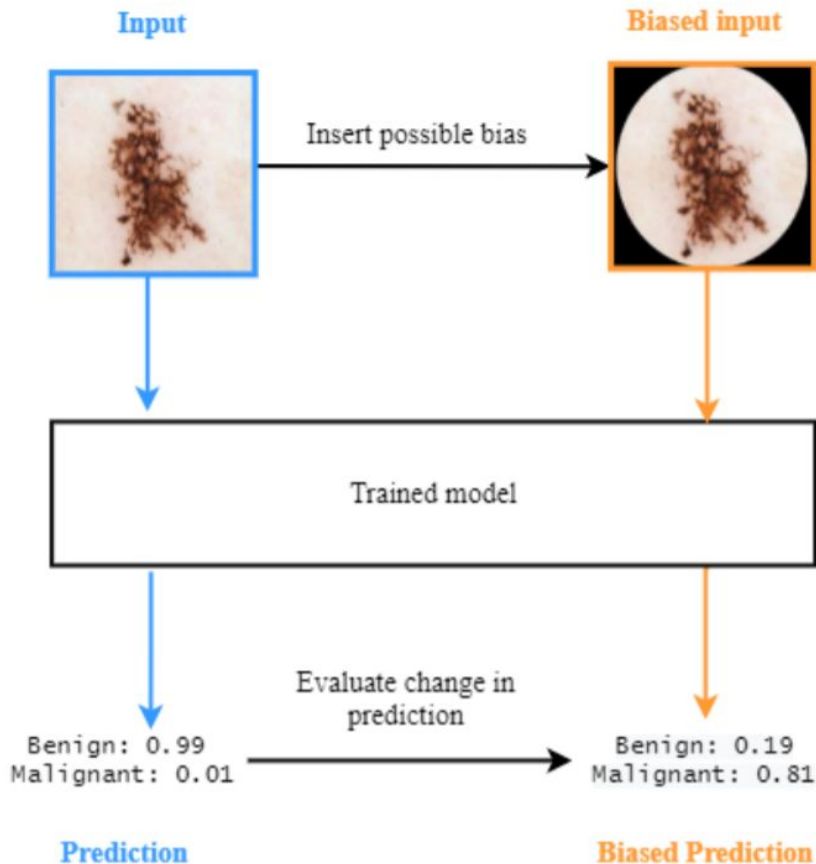 Input
Biased input
Insert possible bias
Trained model
Evaluate change in
prediction
Benign: 0.99
Malignant: 0.01
Benign: 0.19
Malignant: 0.81
Prediction
Biased Prediction